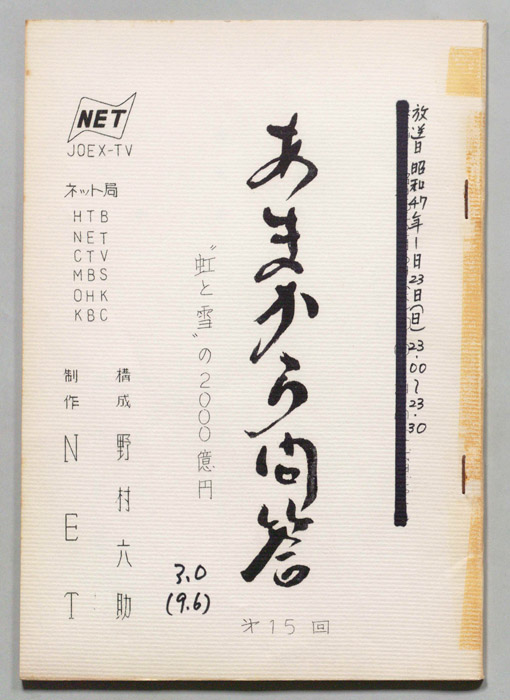 放送日 昭和47年1日23日(日) 23.00〜23.30
あまから問答
第15回
"虹と雪"の2000億円
3.0
(9.6)
NET
JOEX-TV
ネット局
HTB
NET
CTV
MBS
OHK
KBC
構成 野村六助
制作 NET